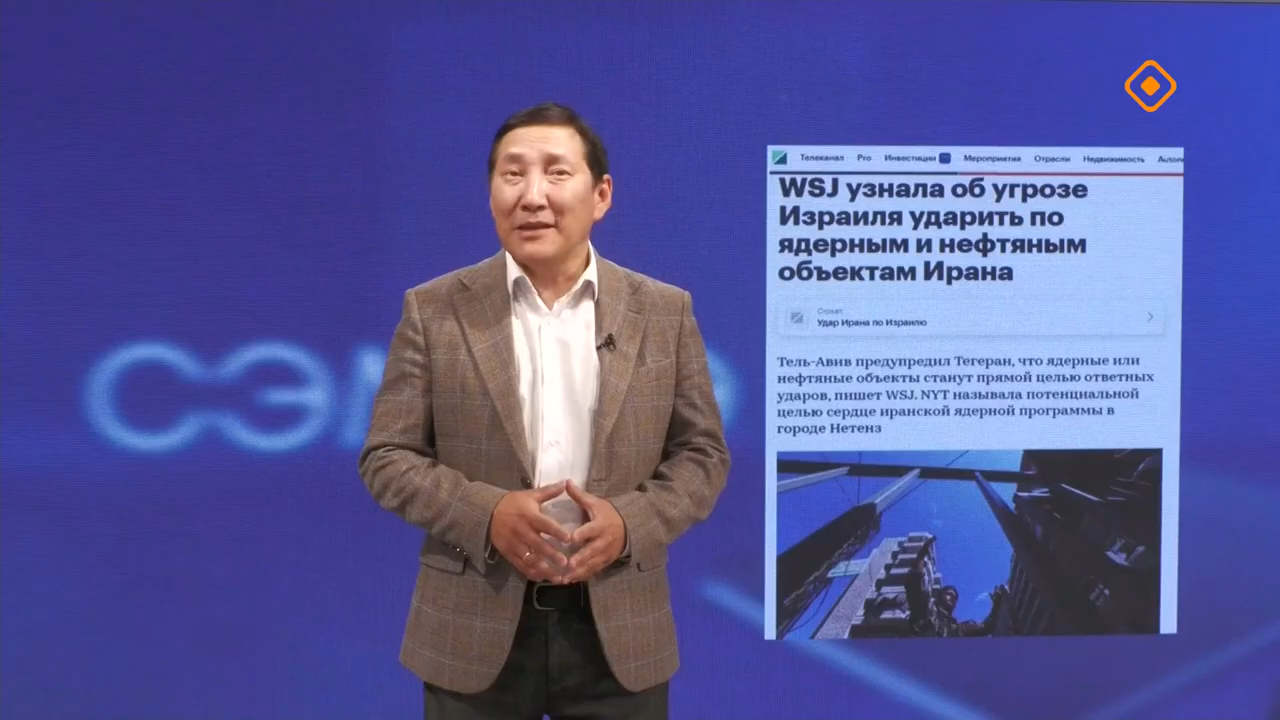 Телеканал Pro Инвестиции Мероприятия Отрасли Недвижимость
WSJ узнала об угрозе
Израиля ударить по
ядерным и нефтяным
объектам Ирана
Сюжет
Удар Ирана по Израилю
Тель-Авив предупредил Тегеран, что ядерные или
нефтяные объекты станут прямой целью ответных
ударов, пишет WSJ. NYT называла потенциальной
целью сердце иранской ядерной программы в
городе Нетенз